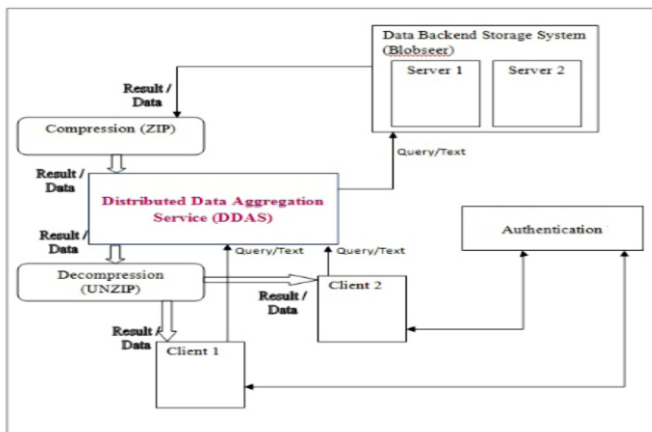 Data Backend Storage System
(Blobseer)
Server 1
Server 2
Result /
Data
Compression (ZIP)
Query/Text
Result /
Data
Distributed Data Aggregation
Service (DDAS)
Authentication
Result /
Data
Query/Text
Query/Text
Decompression
(UNZIP)
Result /
Data
Client 2
Result /
Data
Client 1